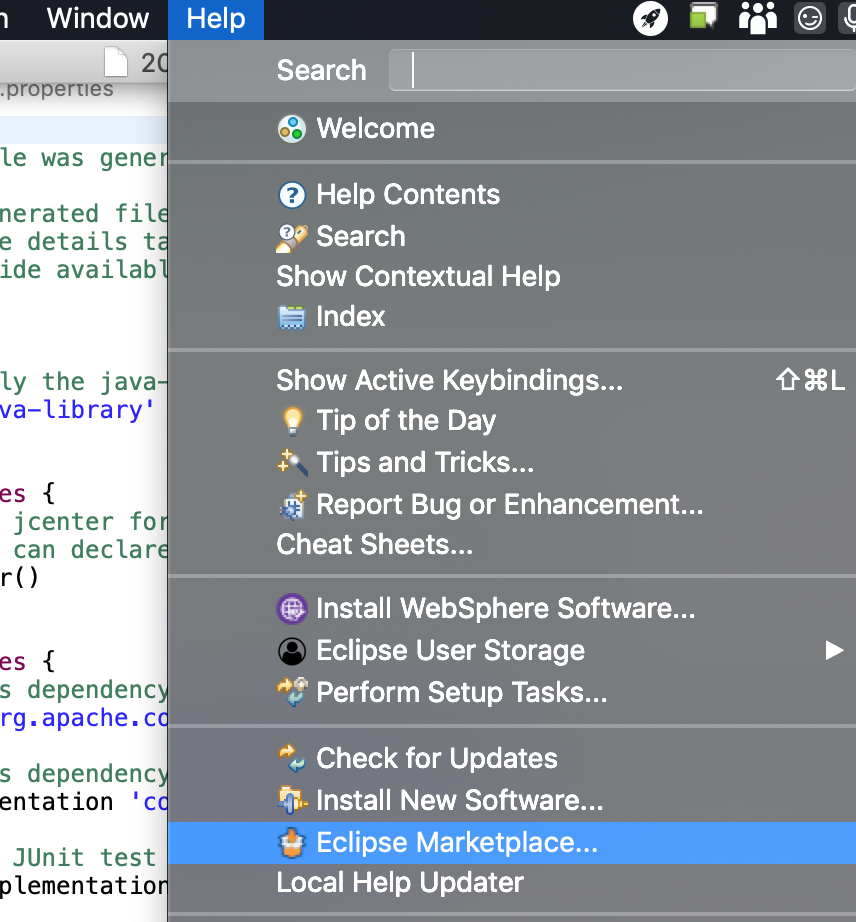 Window Help
20
.properties
Search
Welcome
le was gener
Help Contents
nerated file
Search
e details ta
ide availabl
Show Contextual Help
Index
ly the java-
Show Active Keybindings... ⇧⌘L
va-library'
Tip of the Day
Tips and Tricks...
es {
Report Bug or Enhancement...
jcenter for
can declare
Cheat Sheets...
r()
Install WebSphere Software...
es {
Eclipse User Storage
s dependency
Perform Setup Tasks...
rg.apache.co
Check for Updates
s dependency
entation 'co
Install New Software...
Eclipse Marketplace...
JUnit test
plementation
Local Help Updater